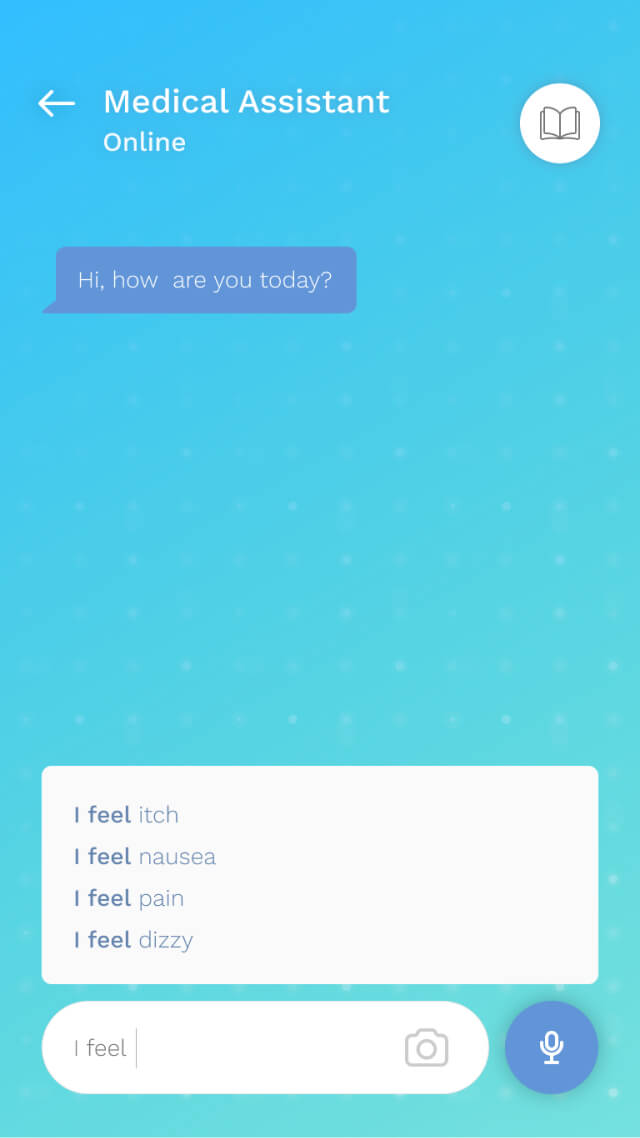 Medical Assistant
Online
Hi, how  are you today?
I feel itch
I feel nausea
I feel pain
I feel dizzy
I feel